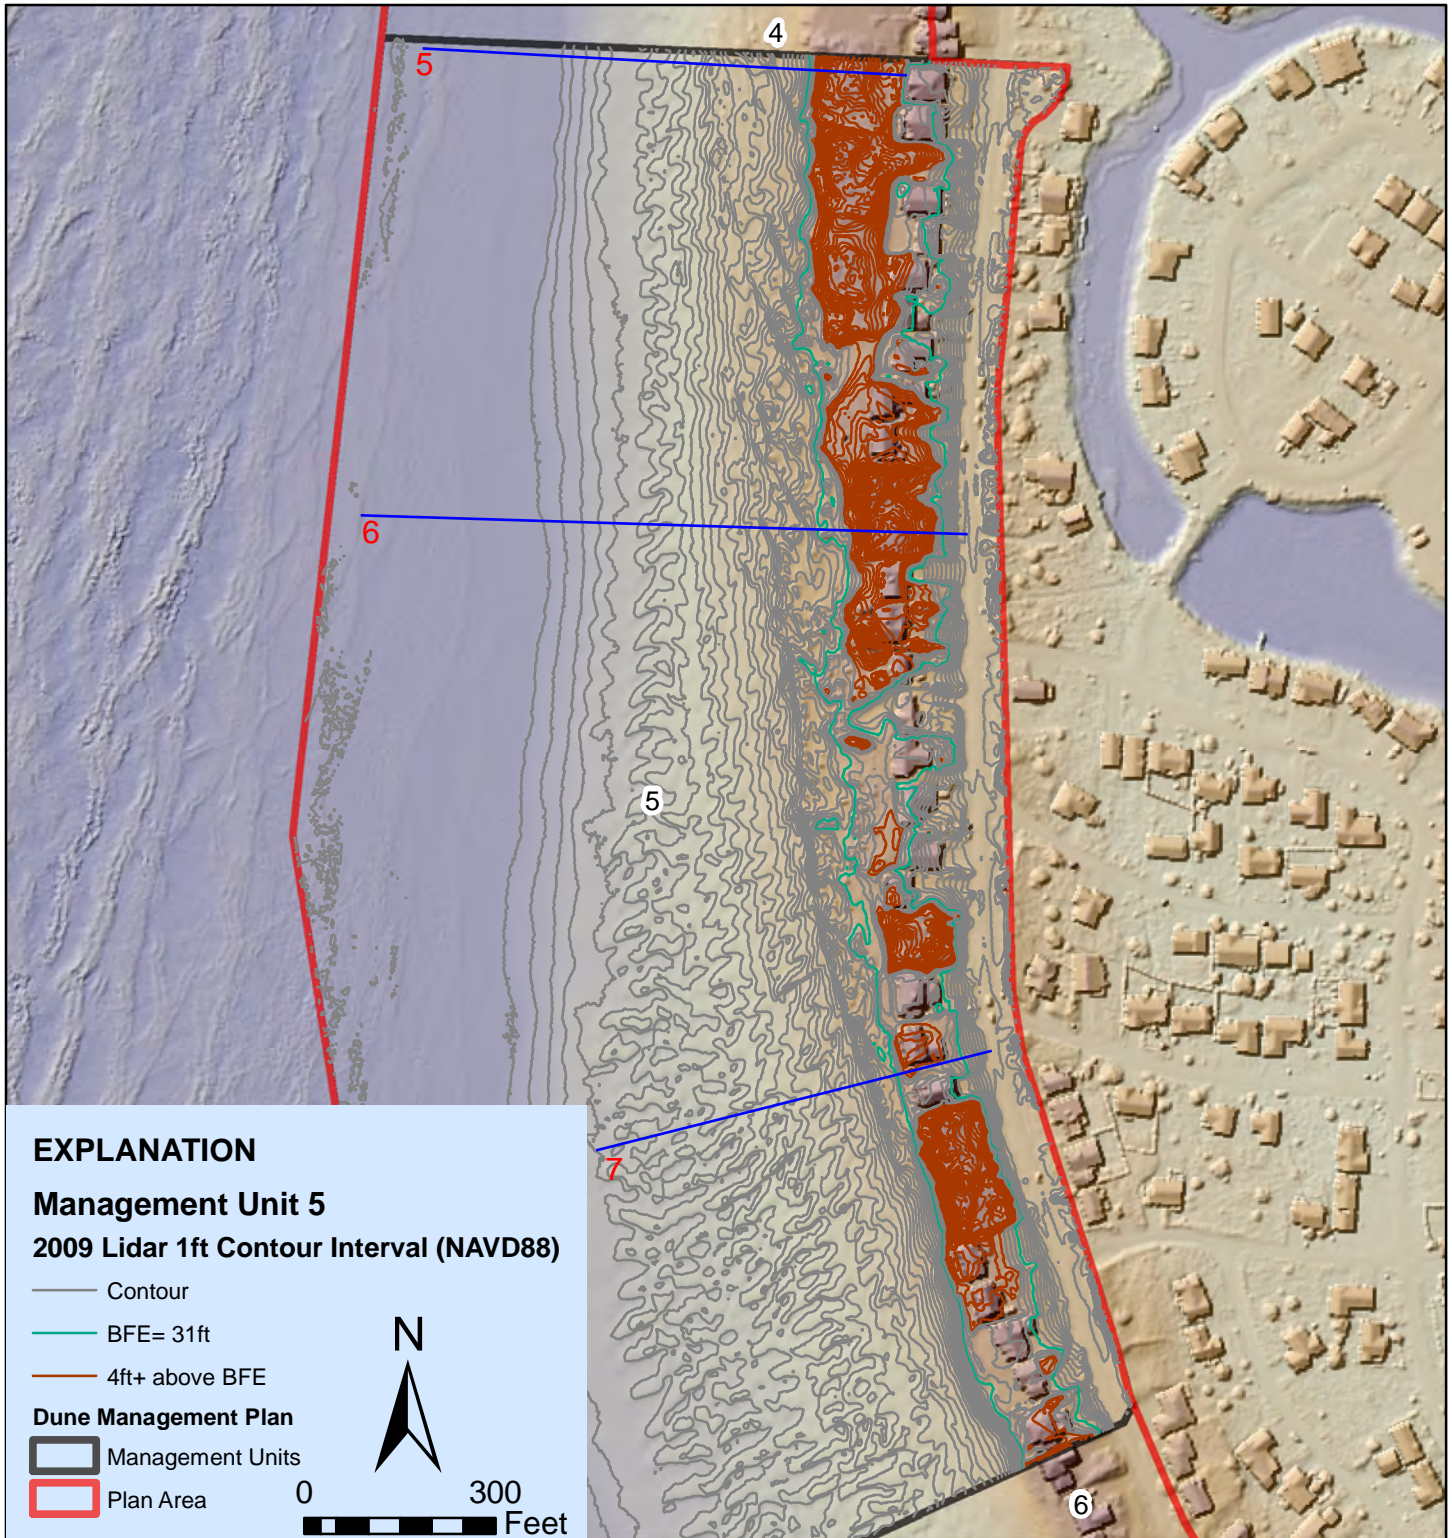 4
5
6
5
7
EXPLANATION
Management Unit 5
2009 Lidar 1ft Contour Interval (NAVD88)
Contour
BFE= 31ft
4ft+ above BFE
N
Dune Management Plan
Management Units
Plan Area
0 300
Feet
6